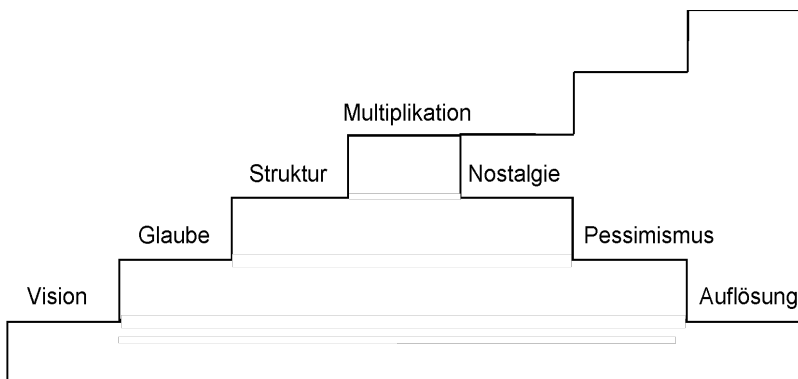 Multiplikation
Struktur
Nostalgie
Glaube
Pessimismus
Vision
Auflösung